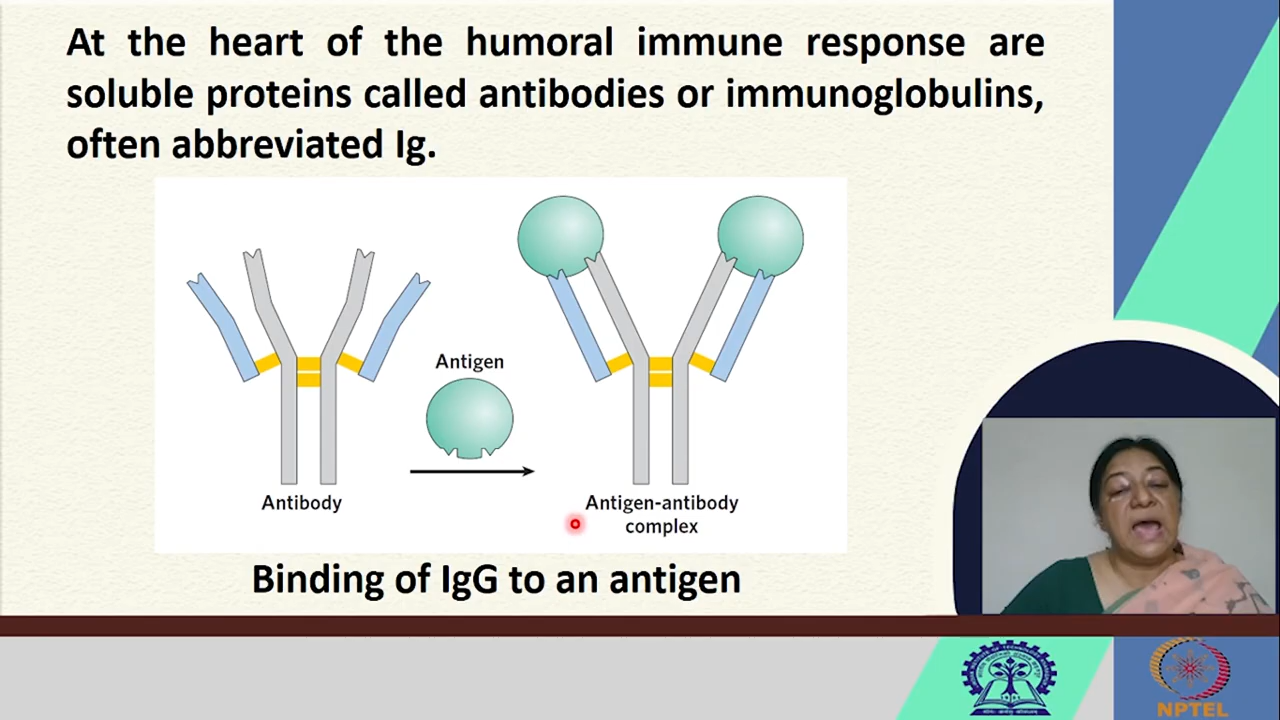 At the heart of the humoral immune response are
soluble proteins called antibodies or immunoglobulins,
often abbreviated Ig.
Antigen
Antibody
Antigen-antibody
complex
Binding of IgG to an antigen
NPTEL